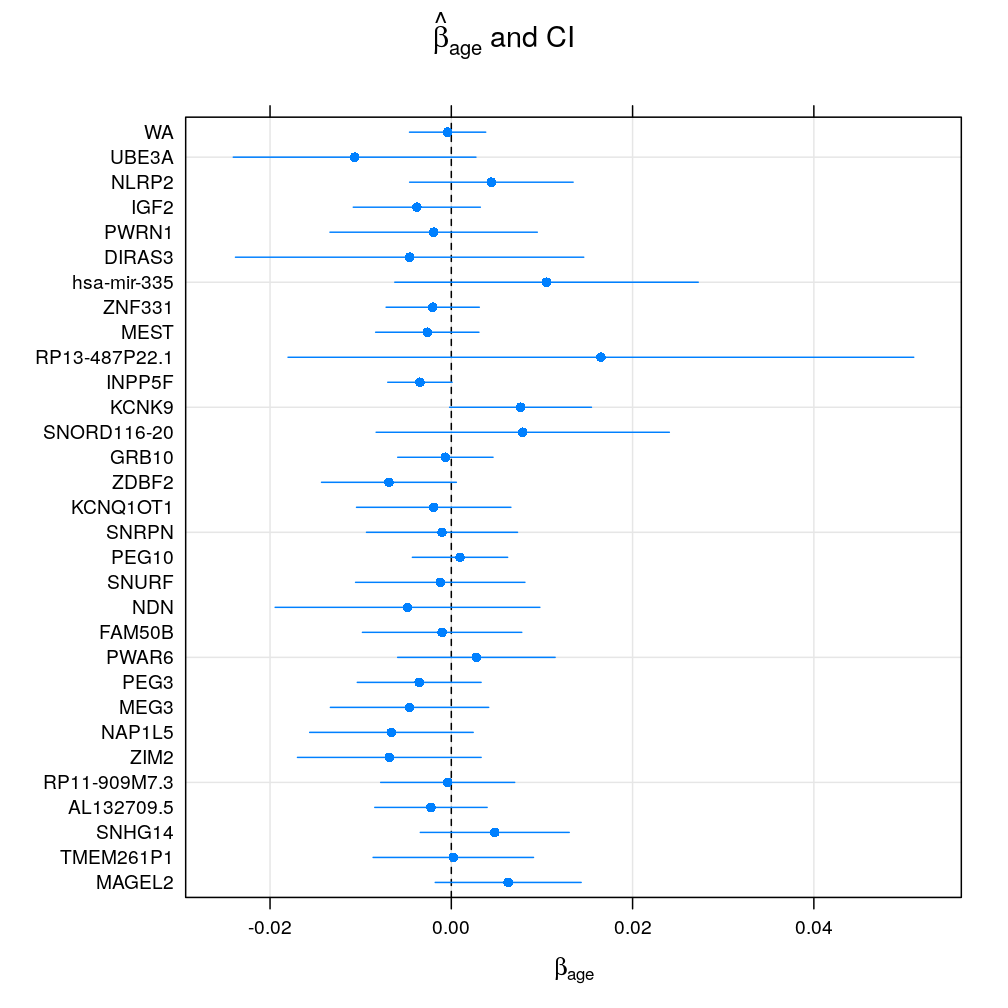 β̂age and CI
WA
UBE3A
NLRP2
IGF2
PWRN1
DIRAS3
hsa-mir-335
ZNF331
MEST
RP13-487P22.1
INPP5F
KCNK9
SNORD116-20
GRB10
ZDBF2
KCNQ1OT1
SNRPN
PEG10
SNURF
NDN
FAM50B
PWAR6
PEG3
MEG3
NAP1L5
ZIM2
RP11-909M7.3
AL132709.5
SNHG14
TMEM261P1
MAGEL2
-0.02 0.00 0.02 0.04
βage